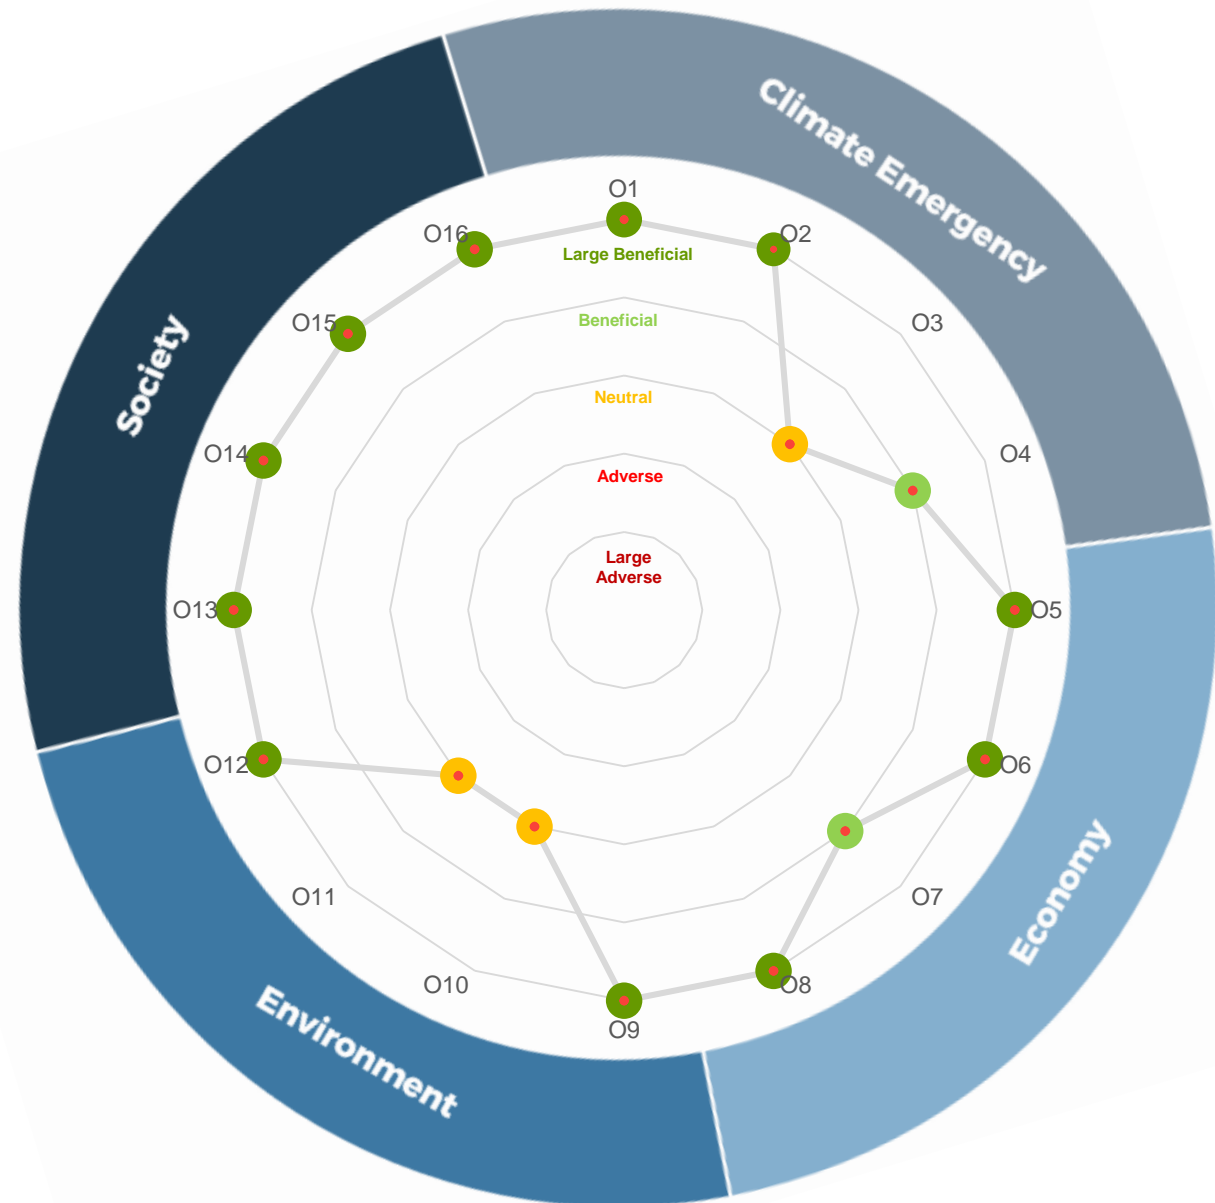 Climate Emergency
Society
O1
O16
O2
Large Beneficial
O15
Beneficial
O3
Neutral
O14
O4
Adverse
Large
Adverse
O13
O5
O12
O6
O11
O7
Economy
O10
O8
O9
Environment